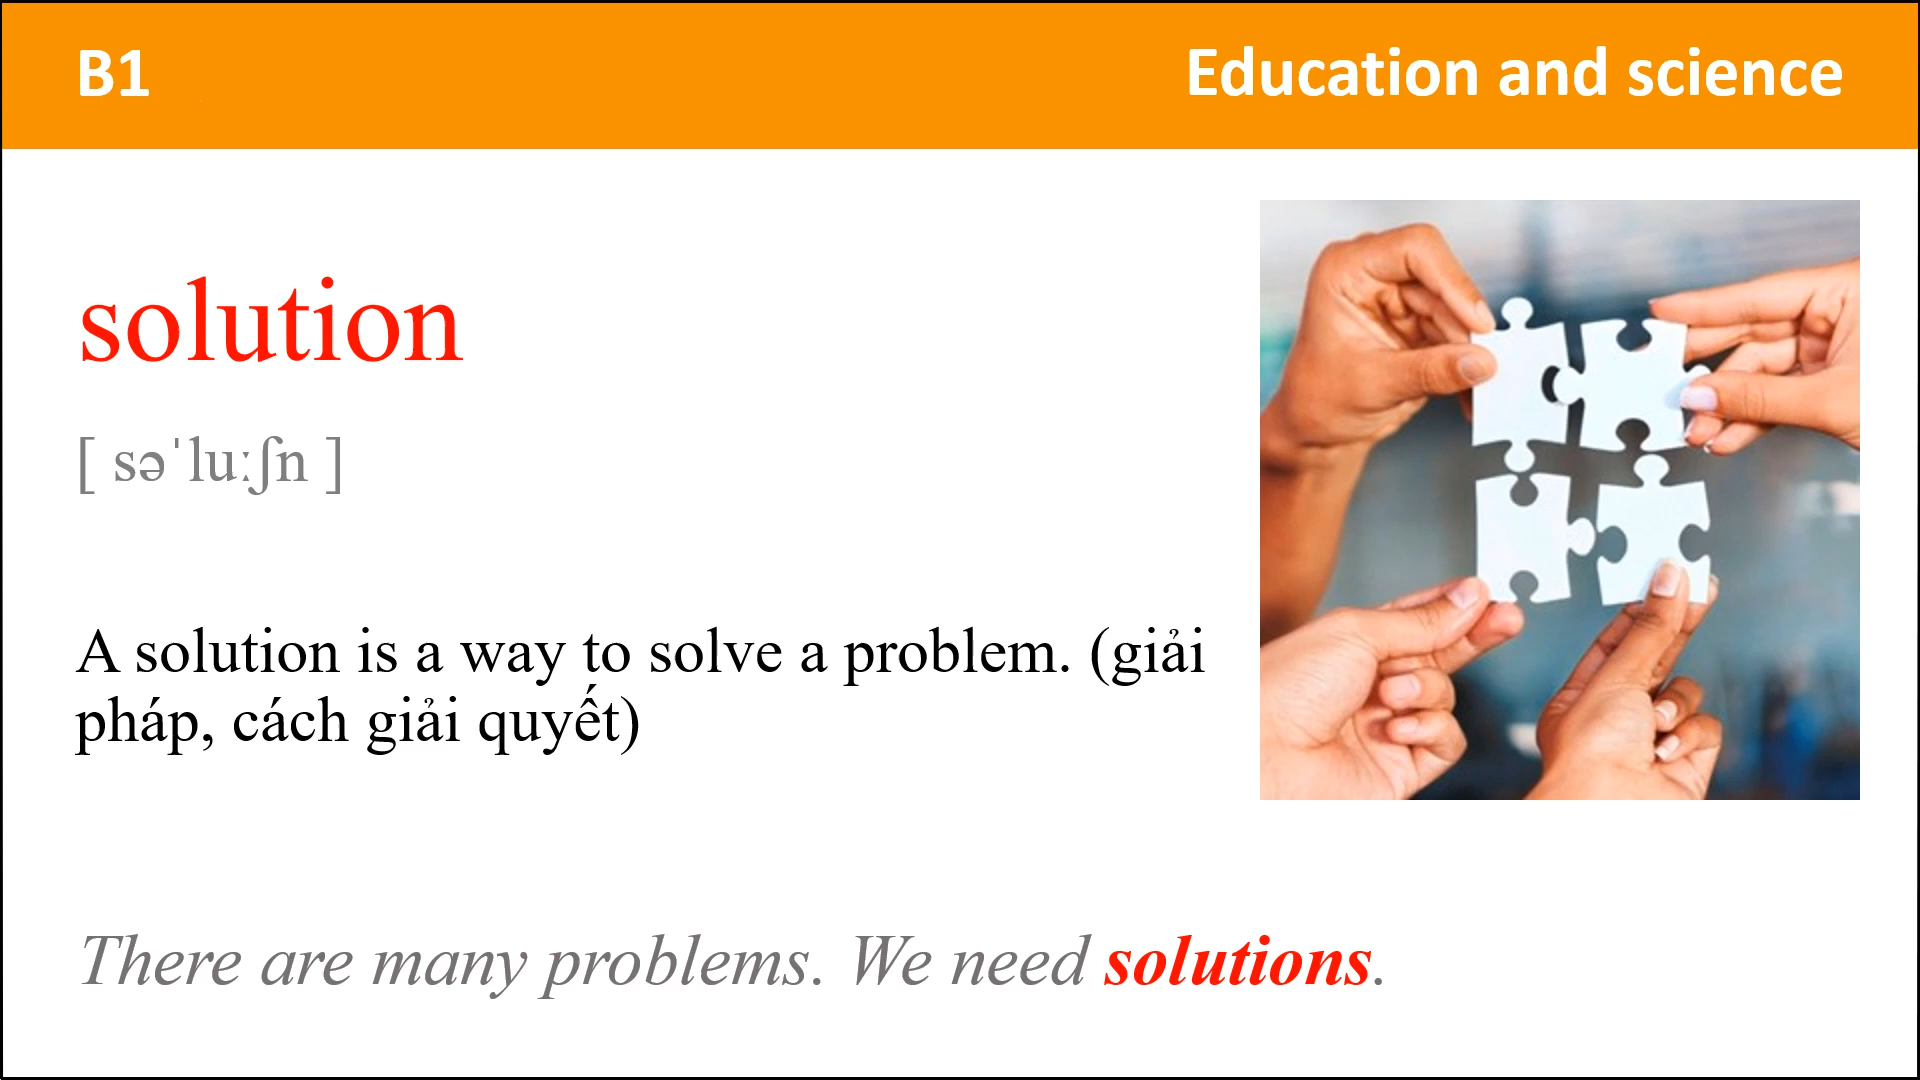 B1
Education and science
solution
[ səˈluːʃn ]
A solution is a way to solve a problem. (giải
pháp, cách giải quyết)
There are many problems. We need solutions.